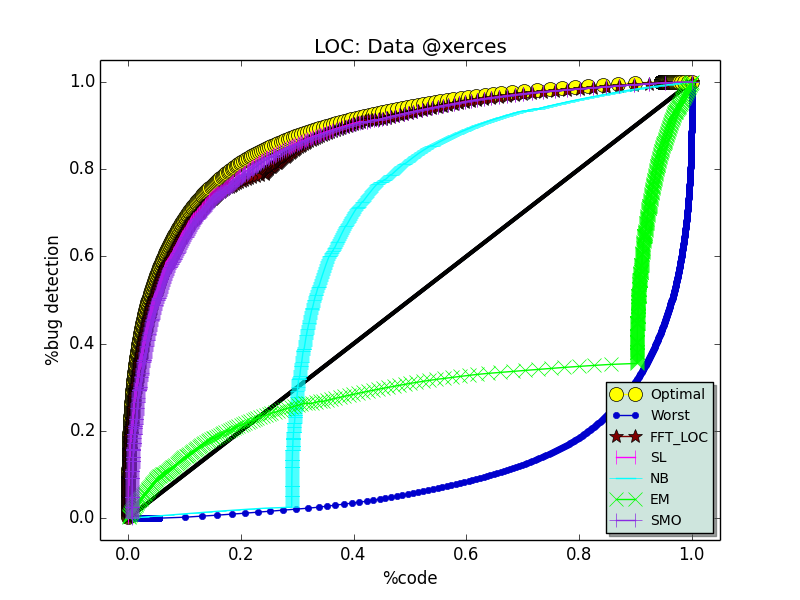 LOC: Data @xerces
1.0
0.8
0.6
0.4
0.2
0.0
%bug detection
0.0 0.2 0.4 0.6 0.8 1.0
%code
Optimal
Worst
FFT_LOC
SL
NB
EM
SMO